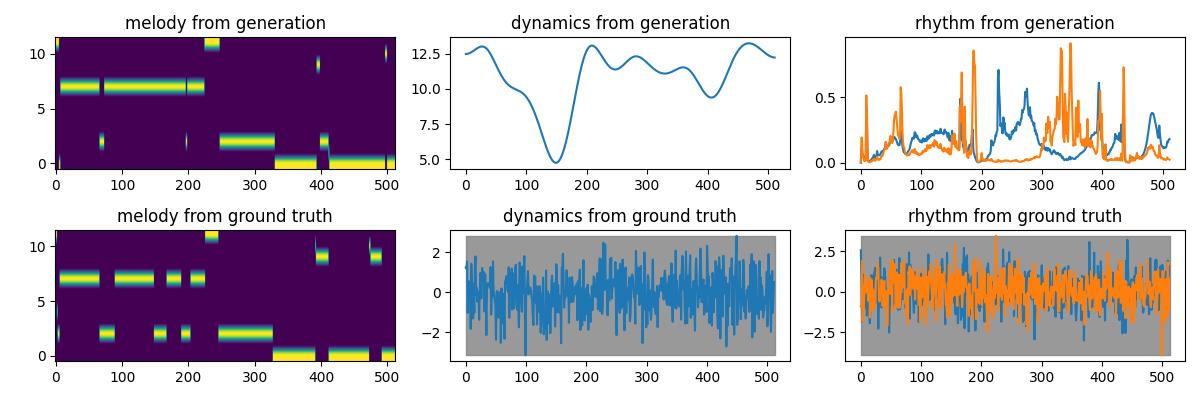 melody from generation
dynamics from generation
rhythm from generation
10
5
0
0 100 200 300 400 500
12.5
10.0
7.5
5.0
0 100 200 300 400 500
0.5
0.0
0 100 200 300 400 500
melody from ground truth
dynamics from ground truth
rhythm from ground truth
10
5
0
0 100 200 300 400 500
2
0
−2
0 100 200 300 400 500
2.5
0.0
−2.5
0 100 200 300 400 500